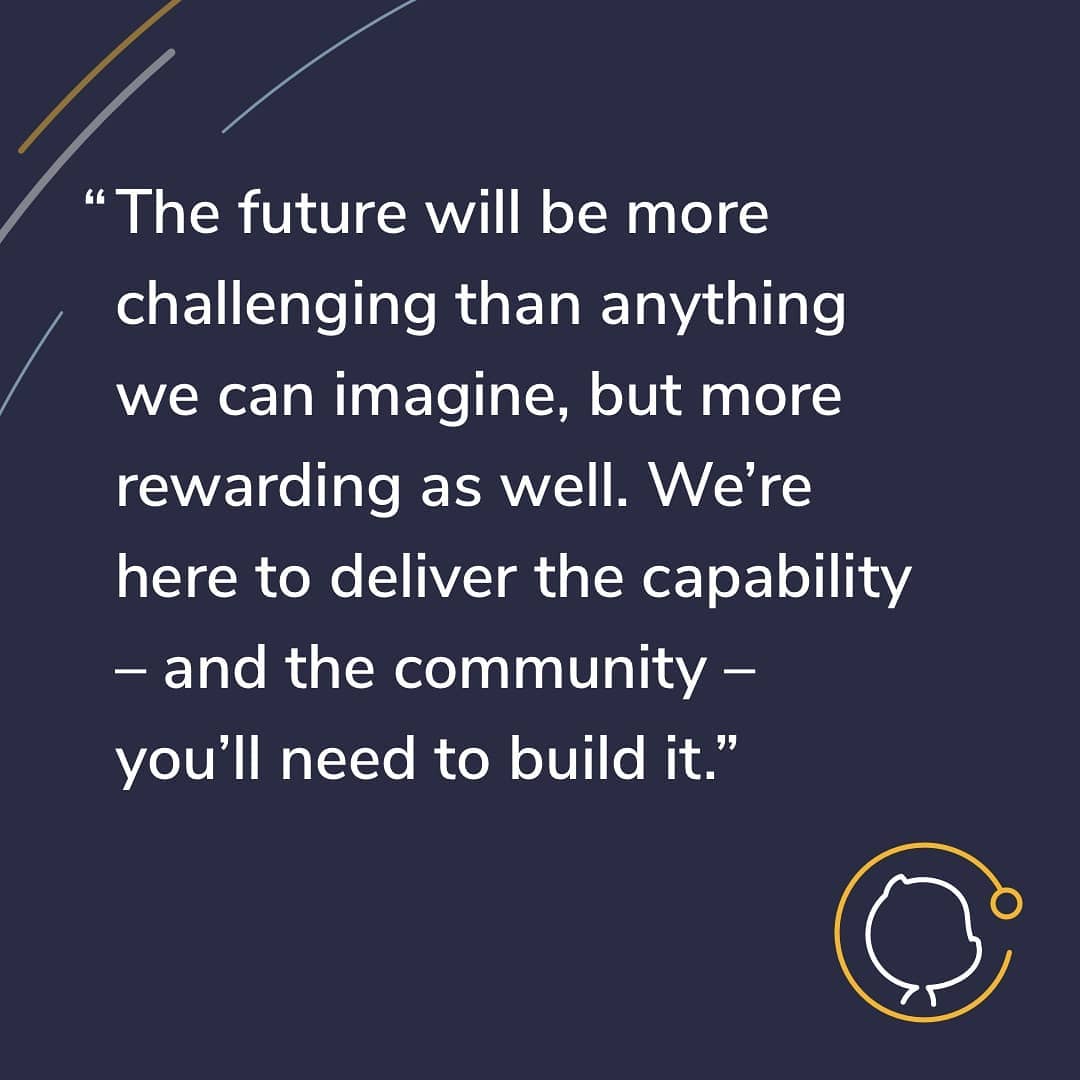 “The future will be more
challenging than anything
we can imagine, but more
rewarding as well. We’re
here to deliver the capability
– and the community –
you’ll need to build it.”